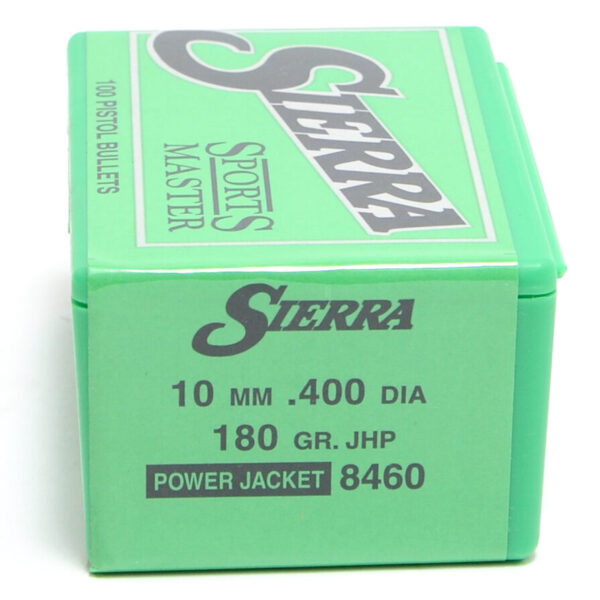 SIERRA
SPORTS
MASTER
100 PISTOL BULLETS
SIERRA
10 MM .400 DIA
180 GR. JHP
POWER JACKET 8460